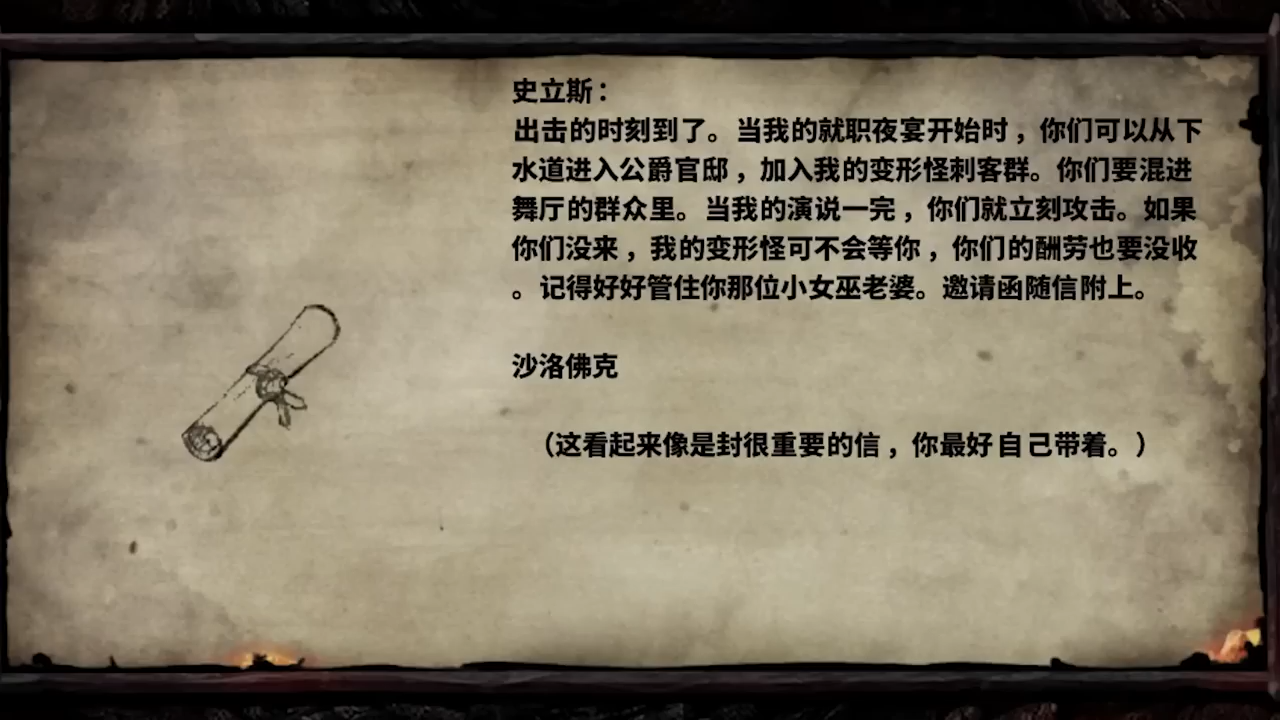 史立斯：
出击的时刻到了。当我的就职夜宴开始时，你们可以从下
水道进入公爵官邸，加入我的变形怪刺客群。你们要混进
舞厅的群众里。当我的演说一完，你们就立刻攻击。如果
你们没来，我的变形怪可不会等你，你们的酬劳也要没收
。记得好好管住你那位小女巫老婆。邀请函随信附上。
沙洛佛克
（这看起来像是封很重要的信，你最好自己带着。）